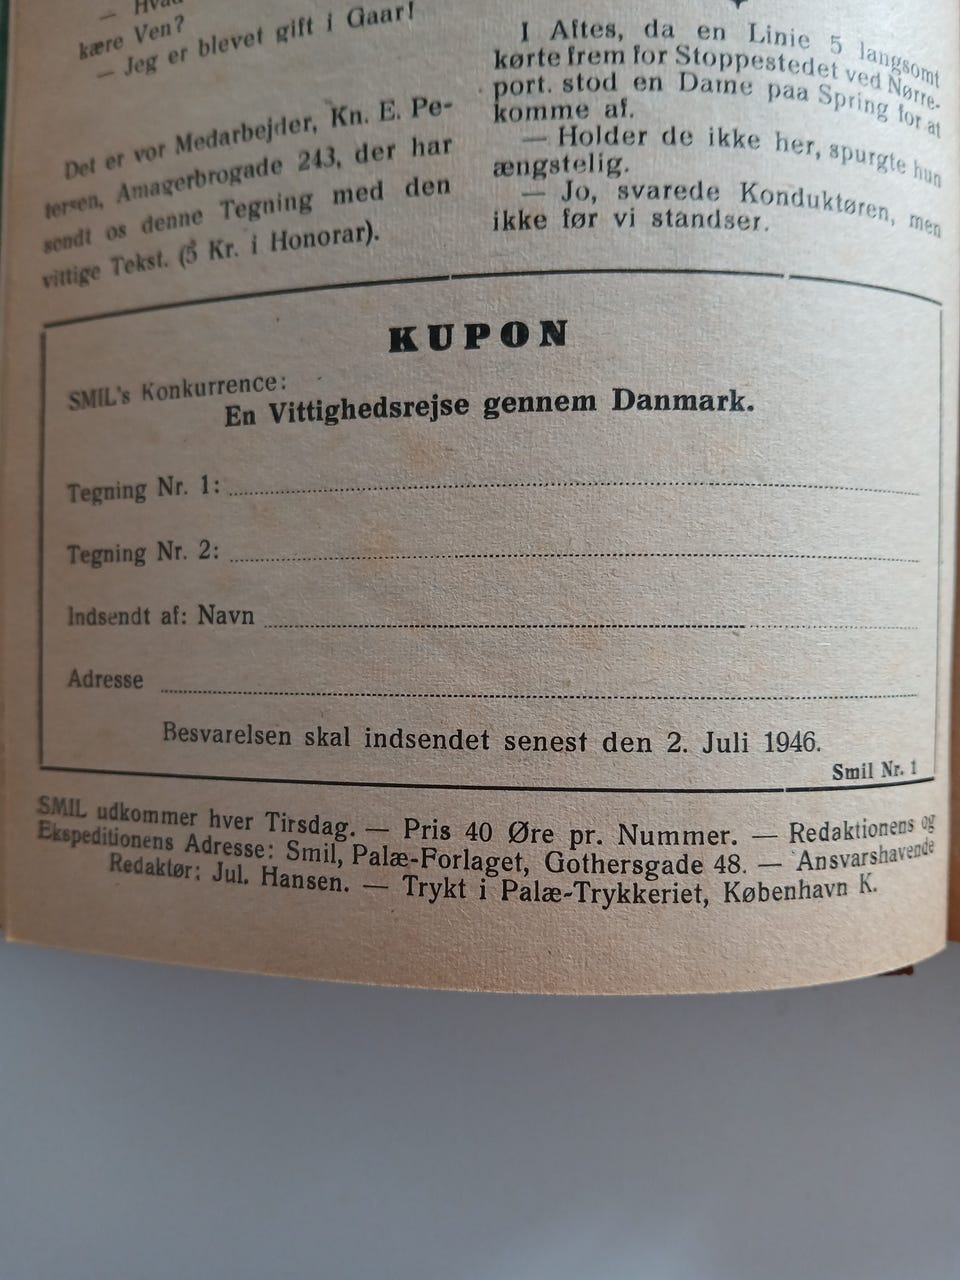 — Hvad
kære Ven?
— Jeg er blevet gift i Gaar!
Det er vor Medarbejder, Kn. E. Pe-
tersen, Amagerbrogade 243, der har
sendt os denne Tegning med den
vittige Tekst. (5 Kr. i Honorar).
I Aftes, da en Linie 5 langsomt
kørte frem for Stoppestedet ved Nørre-
port. stod en Dame paa Spring for at
komme af.
— Holder de ikke her, spurgte hun
ængstelig.
— Jo, svarede Konduktøren, men
ikke før vi standser.
KUPON
SMIL's Konkurrence:
En Vittighedsrejse gennem Danmark.
Tegning Nr. 1:
Tegning Nr. 2:
Indsendt af: Navn
Adresse
Besvarelsen skal indsendet senest den 2. Juli 1946.
Smil Nr. 1
SMIL udkommer hver Tirsdag. — Pris 40 Øre pr. Nummer. — Redaktionens og
Ekspeditionens Adresse: Smil, Palæ-Forlaget, Gothersgade 48. — Ansvarshavende
Redaktør: Jul. Hansen. — Trykt i Palæ-Trykkeriet, København K.